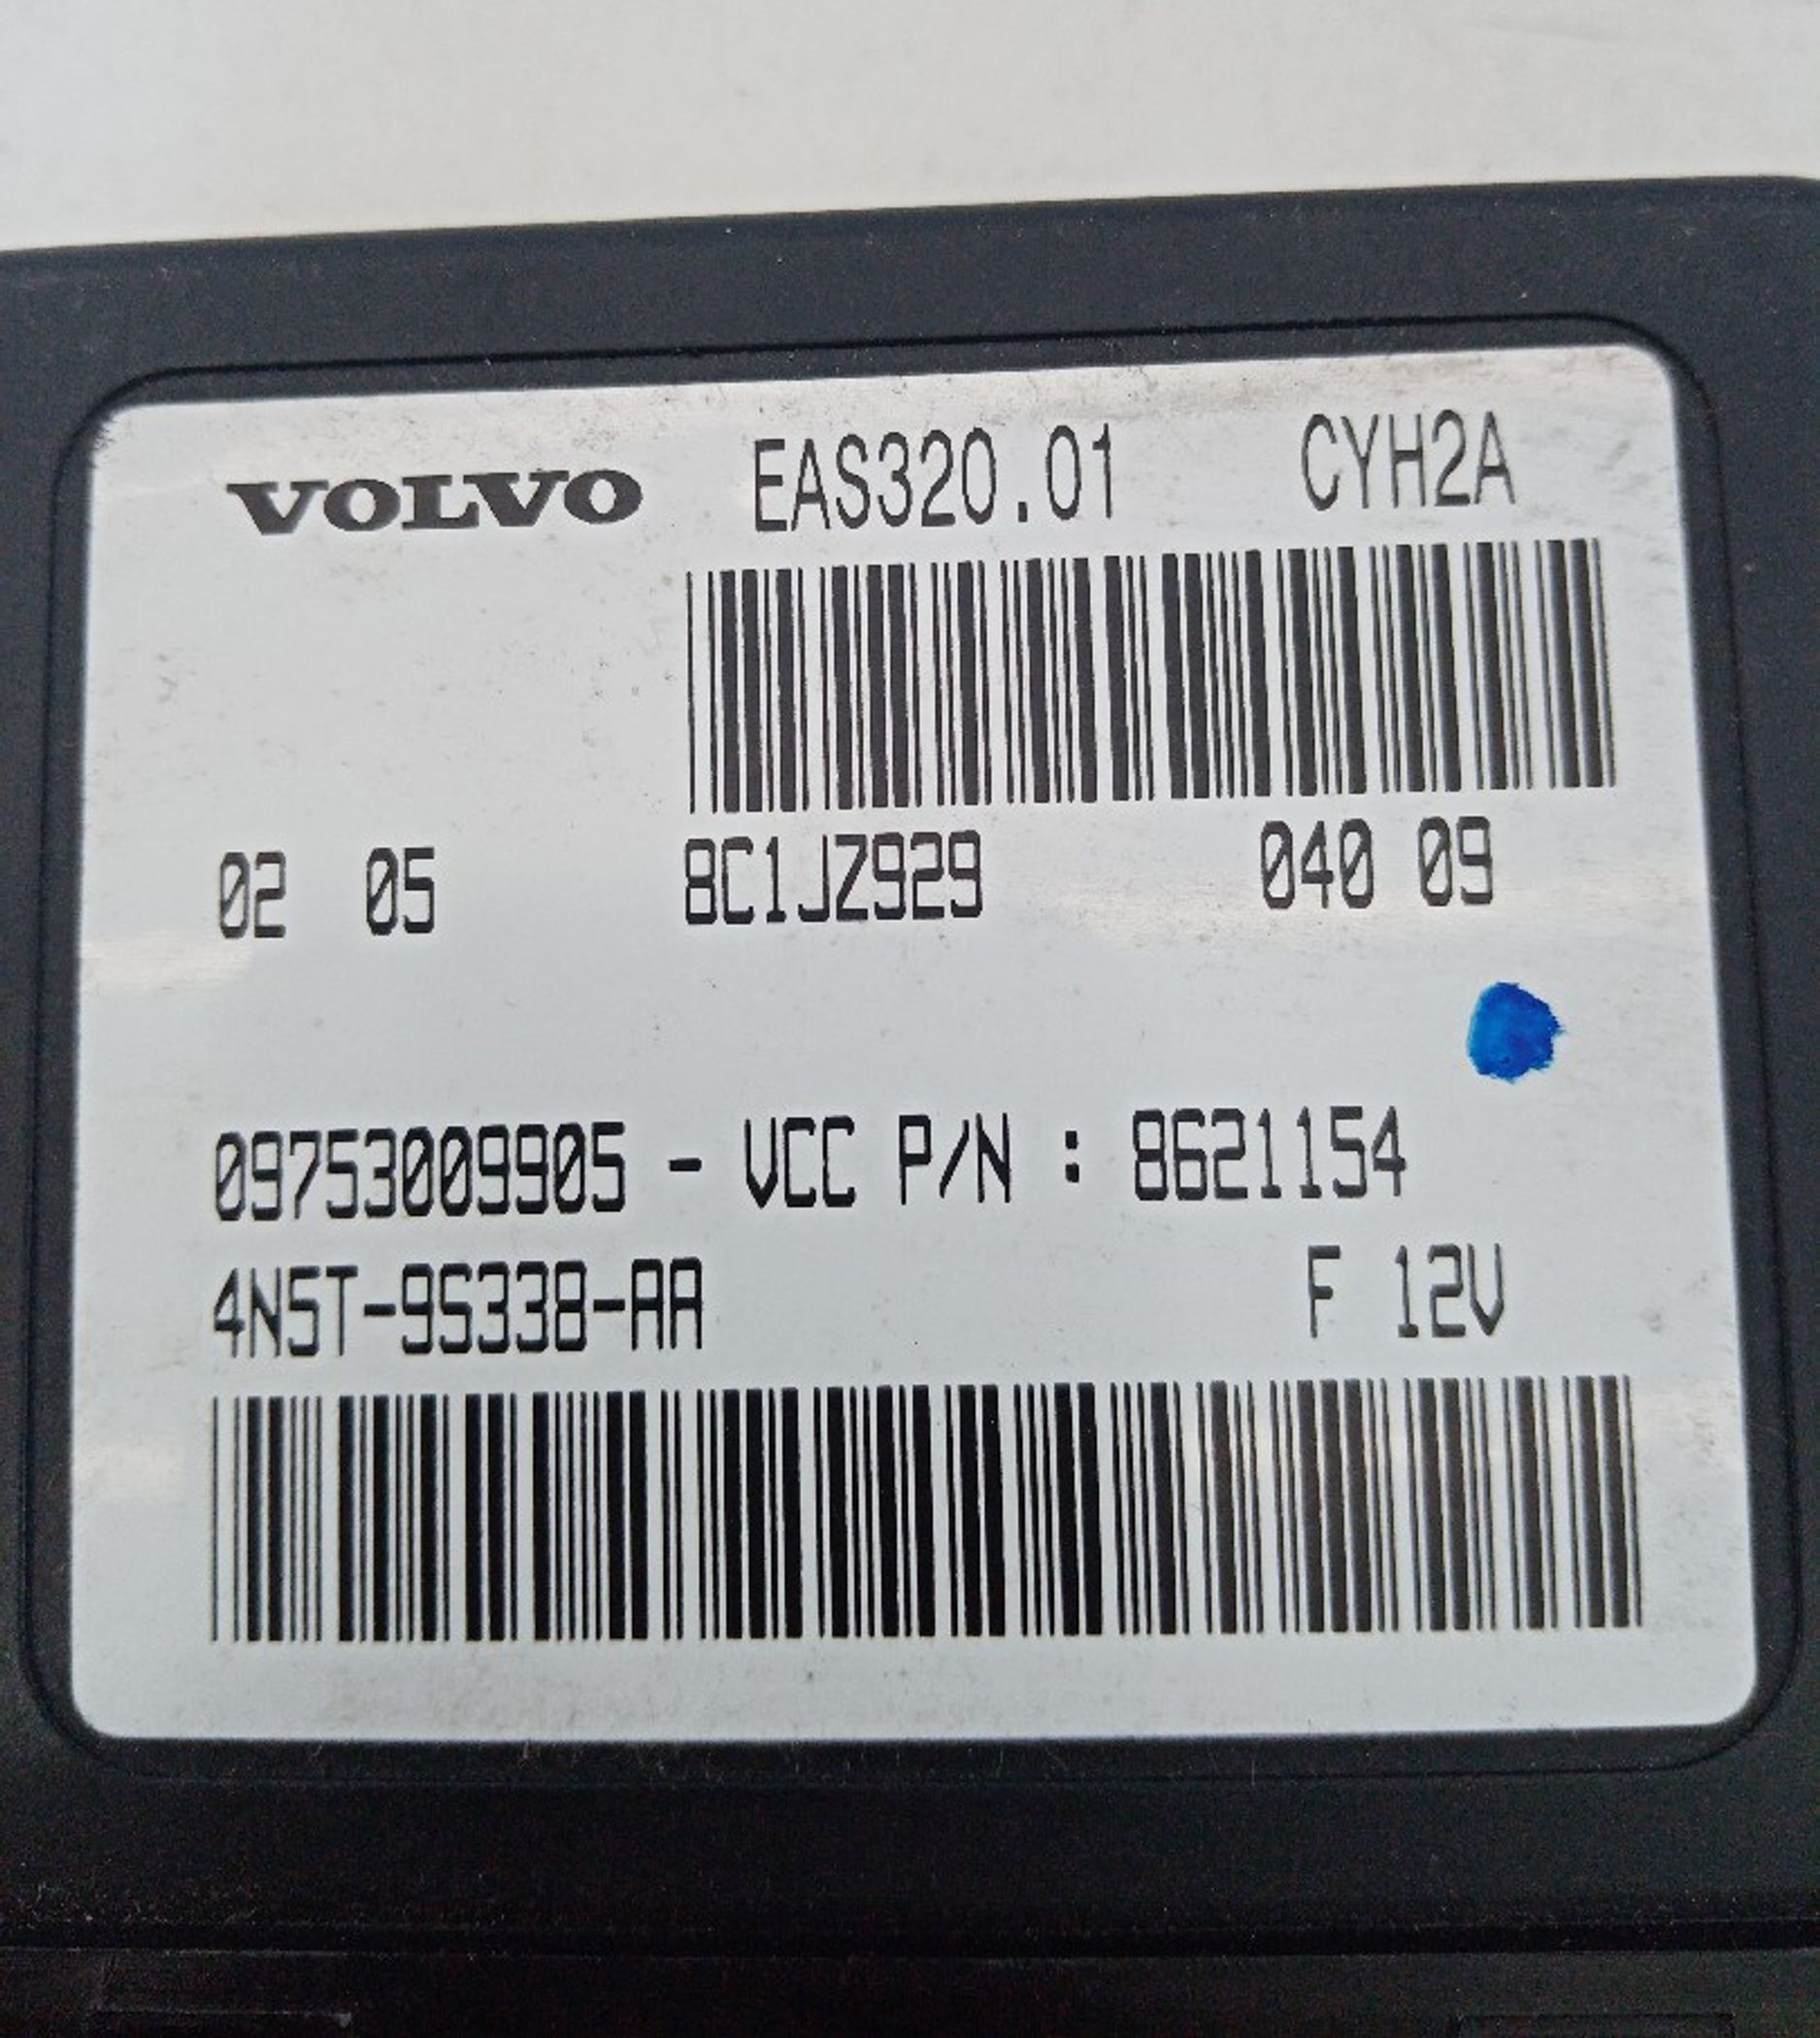 VOLVO EAS320.01 CYH2A
02 05 8C1JZ929 040 09
09753009905 - VCC P/N : 8621154
4N5T-9S338-AA F 12V